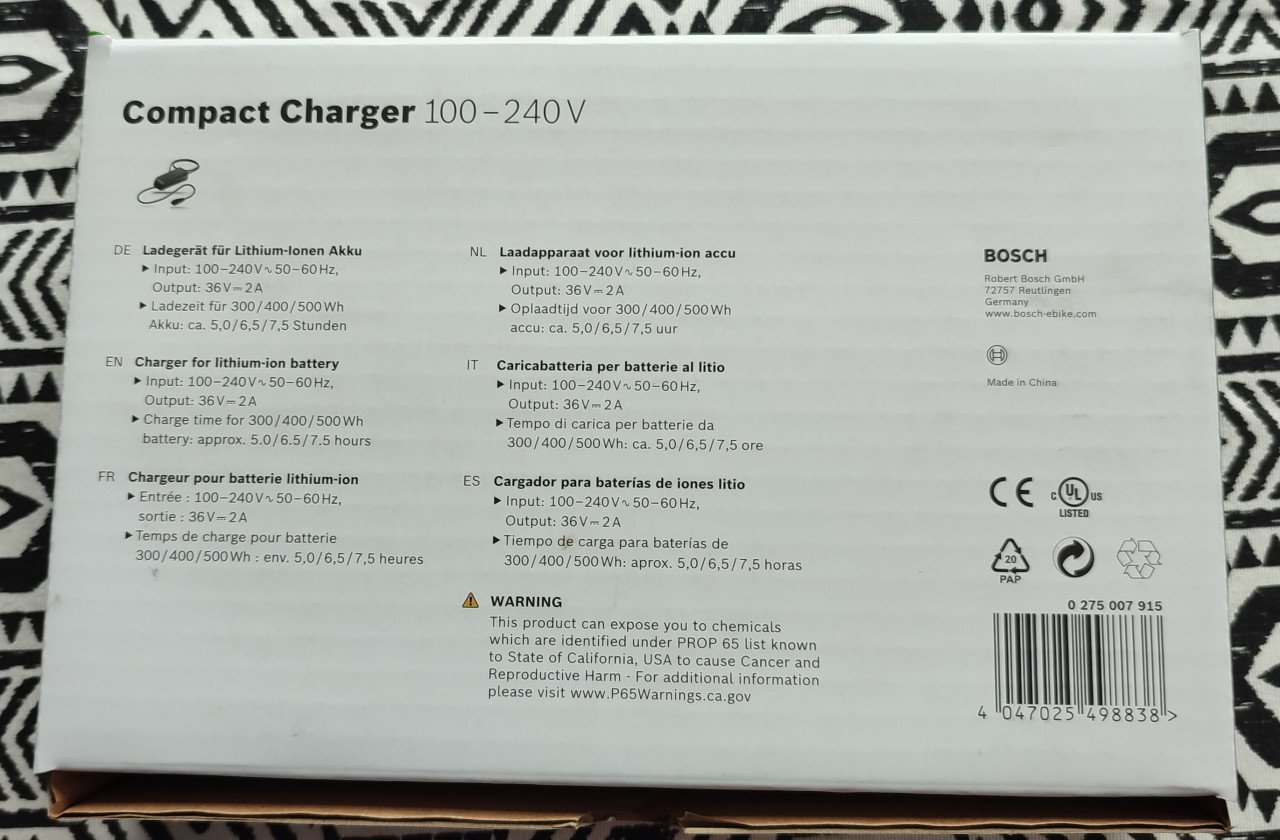 Compact Charger 100–240 V
DE Ladegerät für Lithium-Ionen Akku
▸ Input: 100–240 V ∿ 50–60 Hz,
Output: 36 V ⎓ 2 A
▸ Ladezeit für 300/400/500 Wh
Akku: ca. 5,0/6,5/7,5 Stunden
EN Charger for lithium-ion battery
▸ Input: 100–240 V ∿ 50–60 Hz,
Output: 36 V ⎓ 2 A
▸ Charge time for 300/400/500 Wh
battery: approx. 5.0/6.5/7.5 hours
FR Chargeur pour batterie lithium-ion
▸ Entrée : 100–240 V ∿ 50–60 Hz,
sortie : 36 V ⎓ 2 A
▸ Temps de charge pour batterie
300/400/500 Wh : env. 5,0/6,5/7,5 heures
NL Laadapparaat voor lithium-ion accu
▸ Input: 100–240 V ∿ 50–60 Hz,
Output: 36 V ⎓ 2 A
▸ Oplaadtijd voor 300/400/500 Wh
accu: ca. 5,0/6,5/7,5 uur
IT Caricabatteria per batterie al litio
▸ Input: 100–240 V ∿ 50–60 Hz,
Output: 36 V ⎓ 2 A
▸ Tempo di carica per batterie da
300/400/500 Wh: ca. 5,0/6,5/7,5 ore
ES Cargador para baterías de iones litio
▸ Input: 100–240 V ∿ 50–60 Hz,
Output: 36 V ⎓ 2 A
▸ Tiempo de carga para baterías de
300/400/500 Wh: aprox. 5,0/6,5/7,5 horas
WARNING
This product can expose you to chemicals
which are identified under PROP 65 list known
to State of California, USA to cause Cancer and
Reproductive Harm - For additional information
please visit www.P65Warnings.ca.gov
BOSCH
Robert Bosch GmbH
72757 Reutlingen
Germany
www.bosch-ebike.com
Made in China
CE C UL US
LISTED
20
PAP
0 275 007 915
4 047025 498838 >